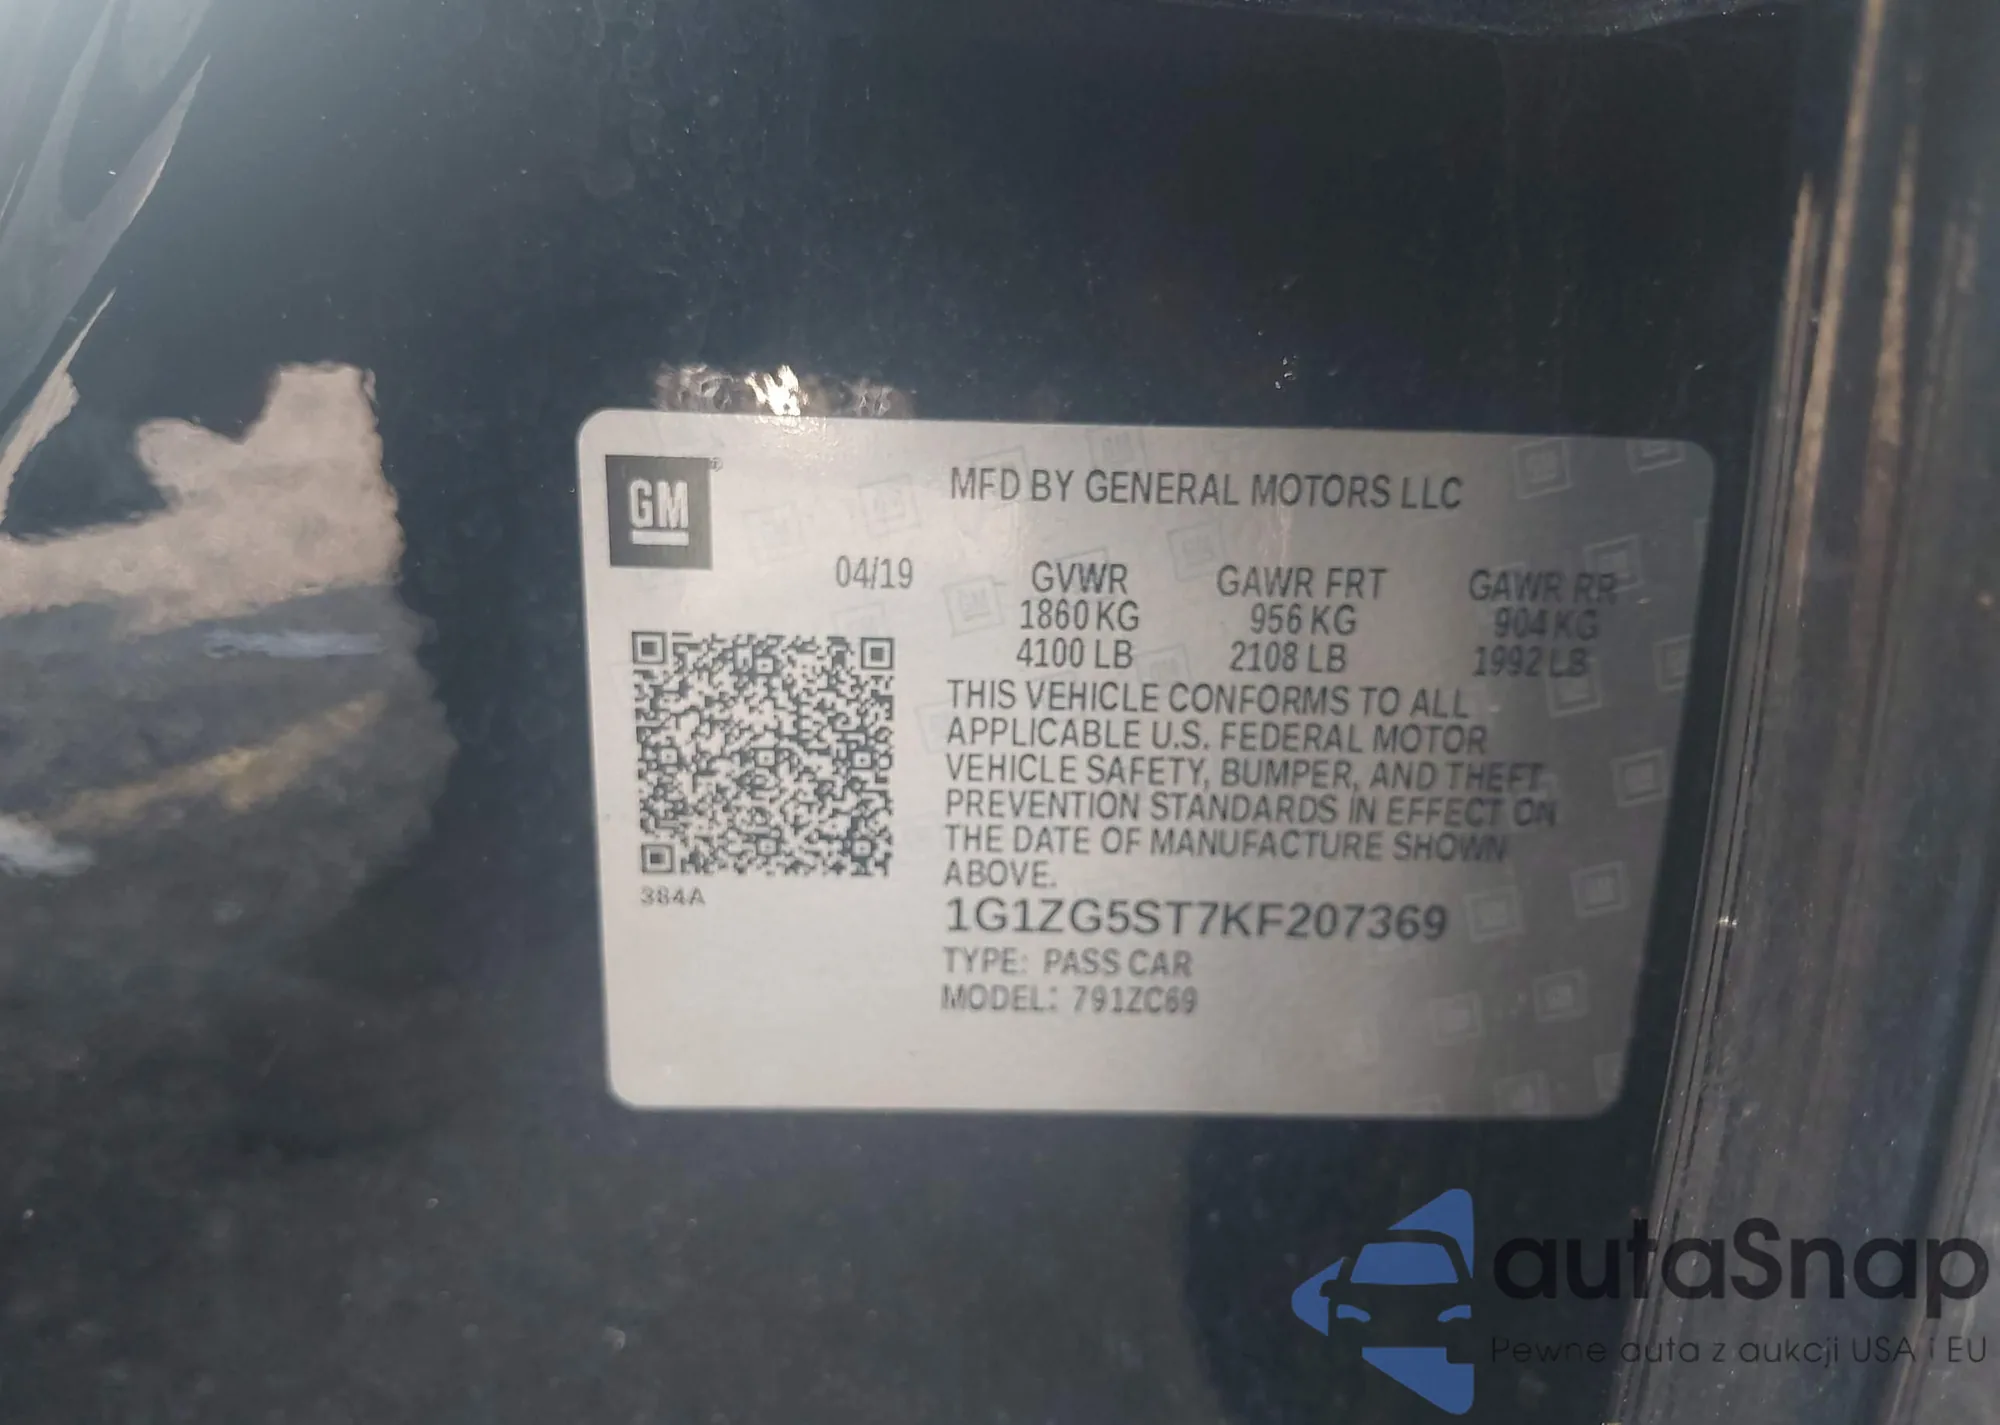 GM
MFD BY GENERAL MOTORS LLC
04/19 GVWR GAWR FRT GAWR RR
1860 KG 956 KG 904 KG
4100 LB 2108 LB 1992 LB
THIS VEHICLE CONFORMS TO ALL
APPLICABLE U.S. FEDERAL MOTOR
VEHICLE SAFETY, BUMPER, AND THEFT
PREVENTION STANDARDS IN EFFECT ON
THE DATE OF MANUFACTURE SHOWN
ABOVE.
384A
1G1ZG5ST7KF207369
TYPE: PASS CAR
MODEL: 791ZC69
autaSnap
Pewne auta z aukcji USA i EU